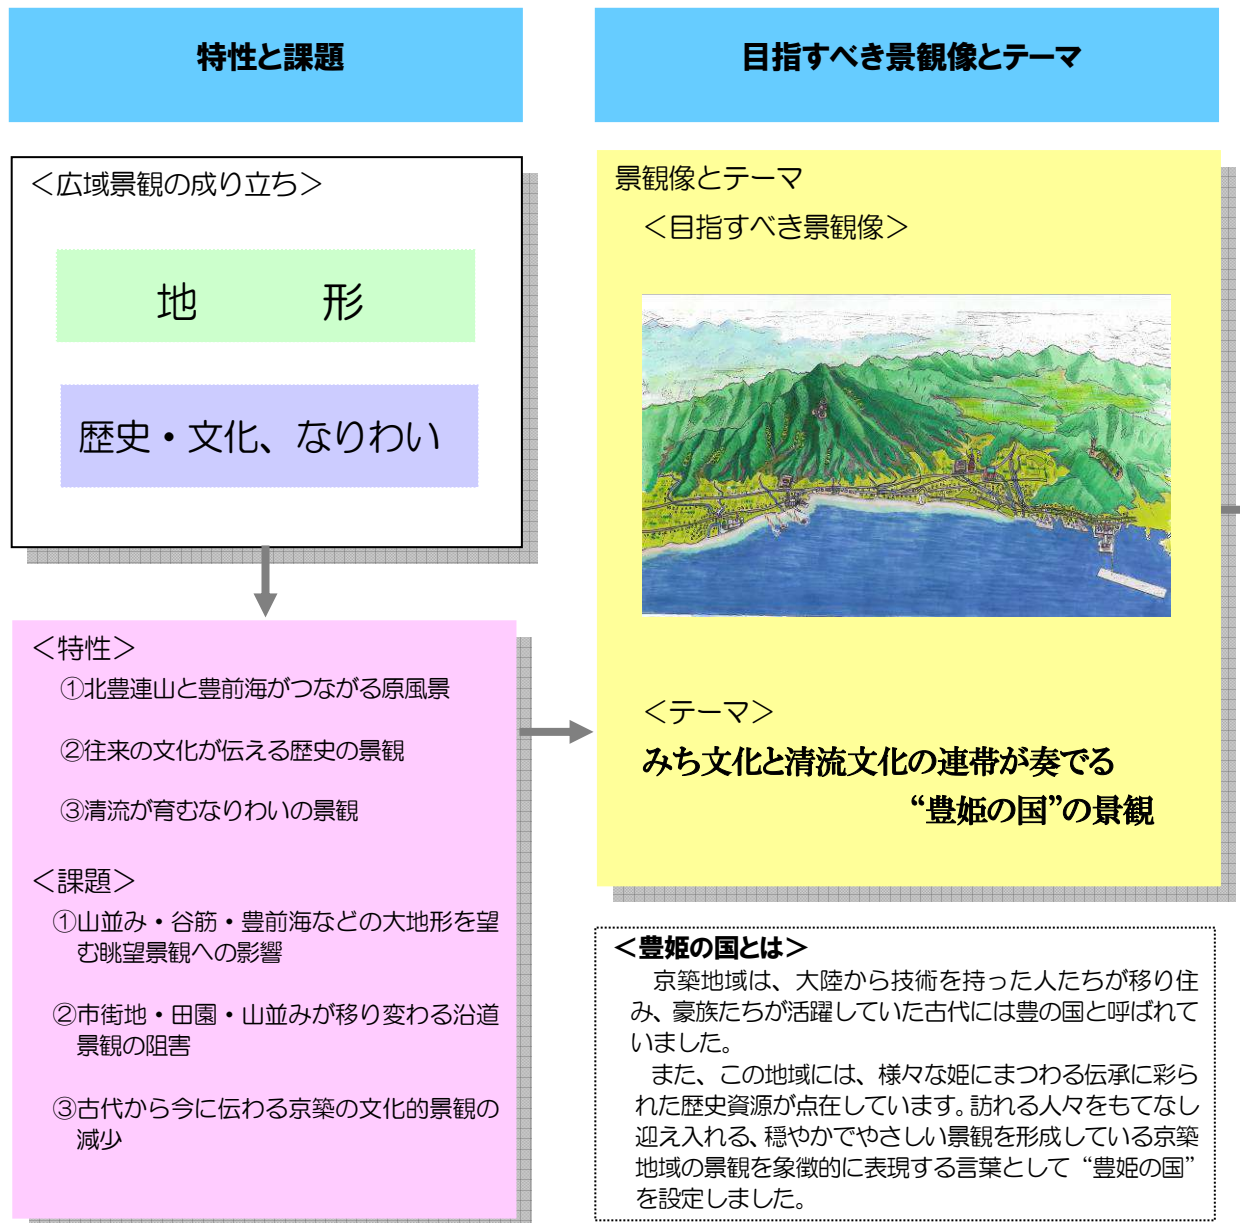 特性と課題
＜広域景観の成り立ち＞
地　　形
歴史・文化、なりわい
＜特性＞
①北豊連山と豊前海がつながる原風景
②往来の文化が伝える歴史の景観
③清流が育むなりわいの景観
＜課題＞
①山並み・谷筋・豊前海などの大地形を望
む眺望景観への影響
②市街地・田園・山並みが移り変わる沿道
景観の阻害
③古代から今に伝わる京築の文化的景観の
減少
目指すべき景観像とテーマ
景観像とテーマ
＜目指すべき景観像＞
＜テーマ＞
みち文化と清流文化の連帯が奏でる
“豊姫の国”の景観
＜豊姫の国とは＞
京築地域は、大陸から技術を持った人たちが移り住
み、豪族たちが活躍していた古代には豊の国と呼ばれて
いました。
また、この地域には、様々な姫にまつわる伝承に彩ら
れた歴史資源が点在しています。訪れる人々をもてなし
迎え入れる、穏やかでやさしい景観を形成している京築
地域の景観を象徴的に表現する言葉として“豊姫の国”
を設定しました。